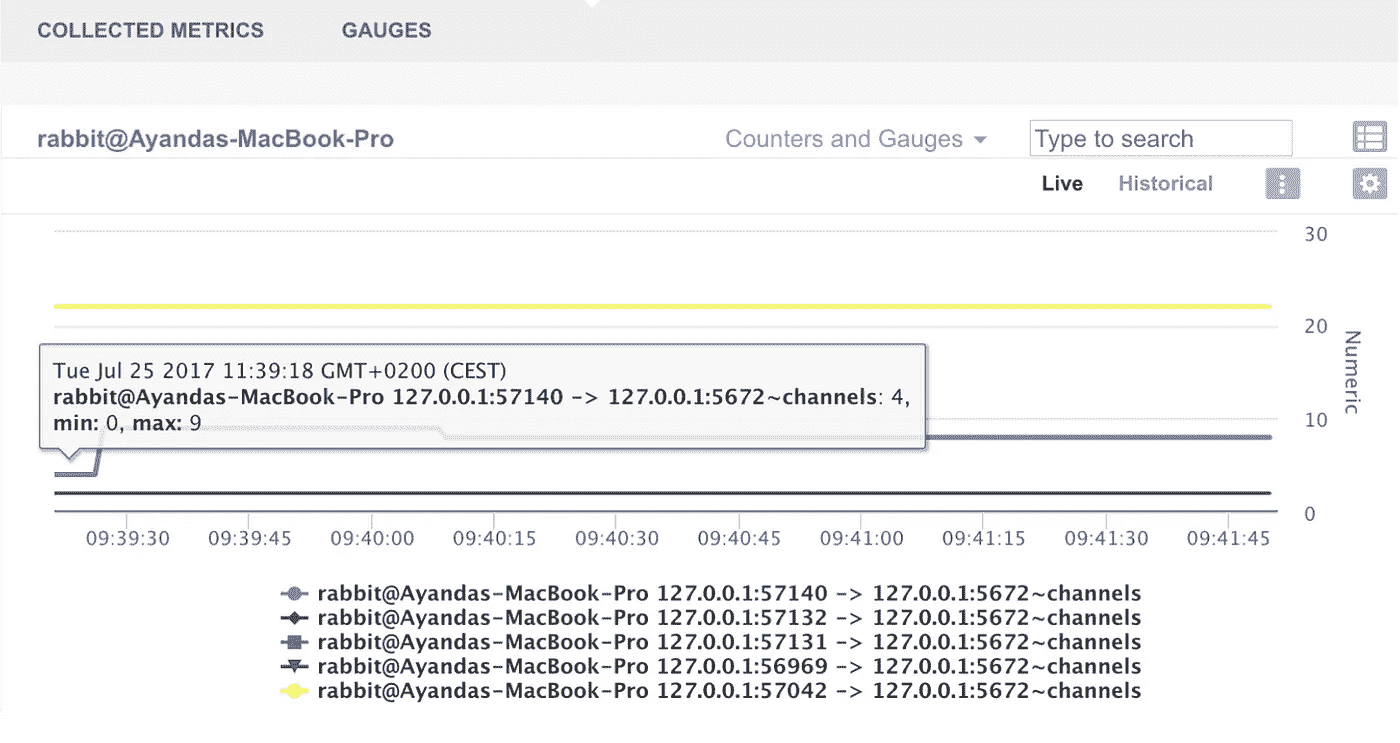 COLLECTED METRICS GAUGES
rabbit@Ayandas-MacBook-Pro Counters and Gauges Type to search
Live Historical
30
20
10
0
Numeric
Tue Jul 25 2017 11:39:18 GMT+0200 (CEST)
rabbit@Ayandas-MacBook-Pro 127.0.0.1:57140 -> 127.0.0.1:5672~channels: 4,
min: 0, max: 9
09:39:30 09:39:45 09:40:00 09:40:15 09:40:30 09:40:45 09:41:00 09:41:15 09:41:30 09:41:45
rabbit@Ayandas-MacBook-Pro 127.0.0.1:57140 -> 127.0.0.1:5672~channels
rabbit@Ayandas-MacBook-Pro 127.0.0.1:57132 -> 127.0.0.1:5672~channels
rabbit@Ayandas-MacBook-Pro 127.0.0.1:57131 -> 127.0.0.1:5672~channels
rabbit@Ayandas-MacBook-Pro 127.0.0.1:56969 -> 127.0.0.1:5672~channels
rabbit@Ayandas-MacBook-Pro 127.0.0.1:57042 -> 127.0.0.1:5672~channels